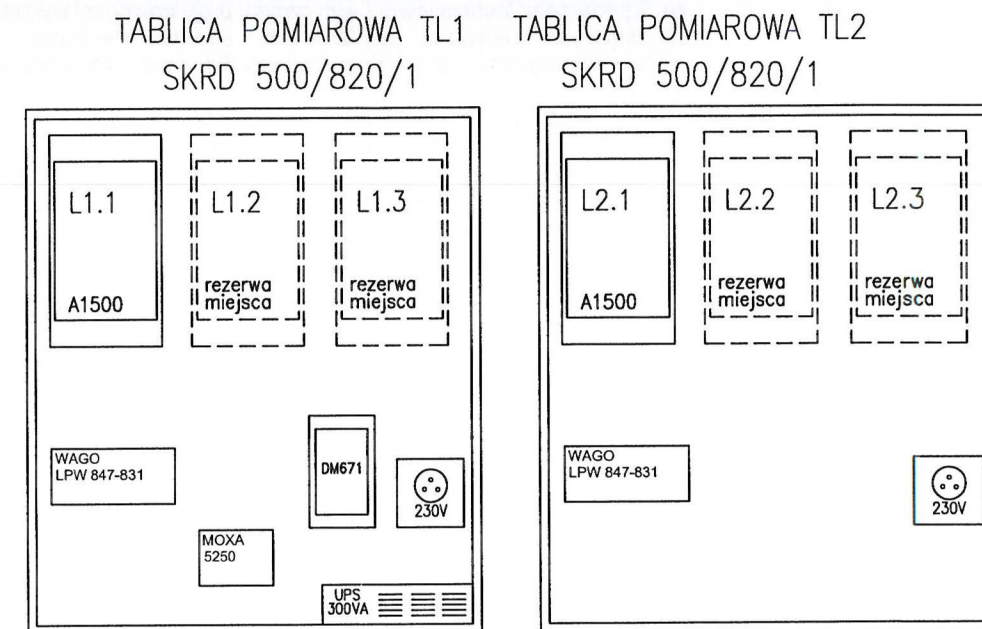 TABLICA POMIAROWA TL1
SKRD 500/820/1
L1.1
A1500
L1.2
rezerwa
miejsca
L1.3
rezerwa
miejsca
WAGO
LPW 847-831
DM671
230V
MOXA
5250
UPS
300VA
TABLICA POMIAROWA TL2
SKRD 500/820/1
L2.1
A1500
L2.2
rezerwa
miejsca
L2.3
rezerwa
miejsca
WAGO
LPW 847-831
230V